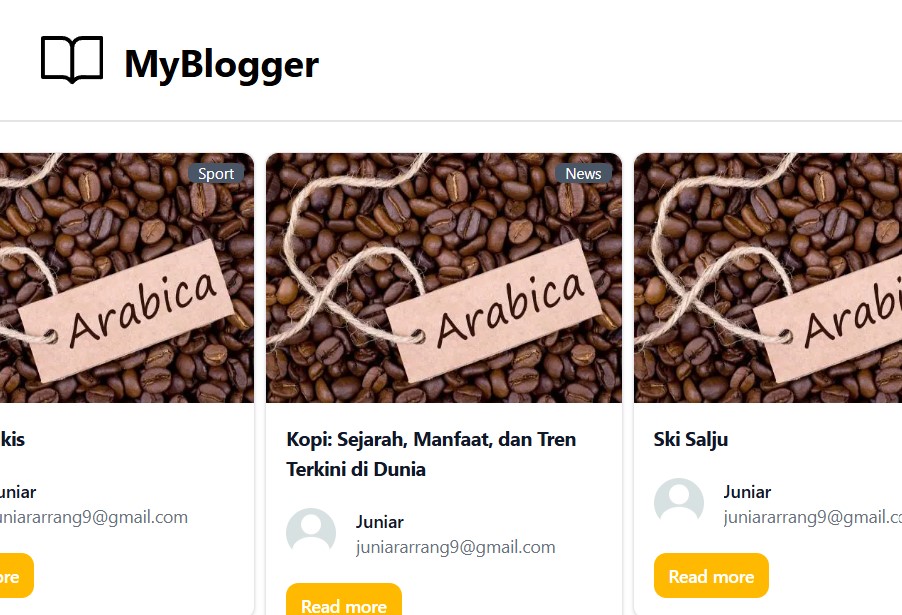 MyBlogger
Sport
Arabica
kis
uniar
uniararrang9@gmail.com
ore
News
Arabica
Kopi: Sejarah, Manfaat, dan Tren
Terkini di Dunia
Juniar
juniararrang9@gmail.com
Read more
Arabi
Ski Salju
Juniar
juniararrang9@gmail.co
Read more